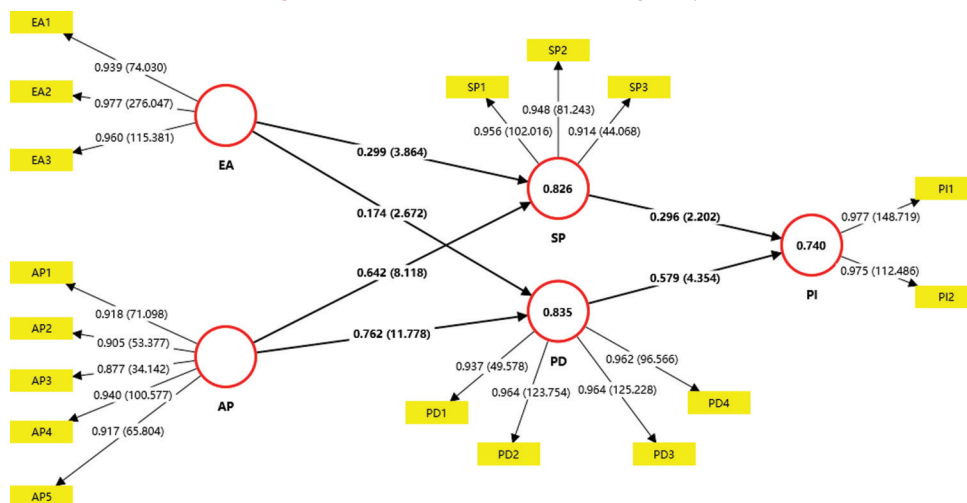 EA1
0.939 (74.030)
EA2
0.977 (276.047)
0.960 (115.381)
EA3
EA
SP2
SP1
SP3
0.948 (81.243)
0.956 (102.016)
0.914 (44.068)
0.299 (3.864)
0.826
SP
0.174 (2.672)
0.296 (2.202)
PI1
0.977 (148.719)
0.740
0.975 (112.486)
PI
PI2
0.642 (8.118)
0.579 (4.354)
AP1
0.918 (71.098)
AP2
0.905 (53.377)
AP3
0.877 (34.142)
0.940 (100.577)
AP4
0.917 (65.804)
AP5
AP
0.762 (11.778)
0.835
PD
0.937 (49.578)
0.962 (96.566)
0.964 (123.754)
0.964 (125.228)
PD1
PD4
PD2
PD3